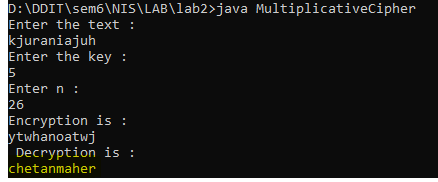 D:\DDIT\sem6\NIS\LAB\lab2>java MultiplicativeCipher
Enter the text :
kjuraniajuh
Enter the key :
5
Enter n :
26
Encryption is :
ytwhanoatwj
 Decryption is :
chetanmaher